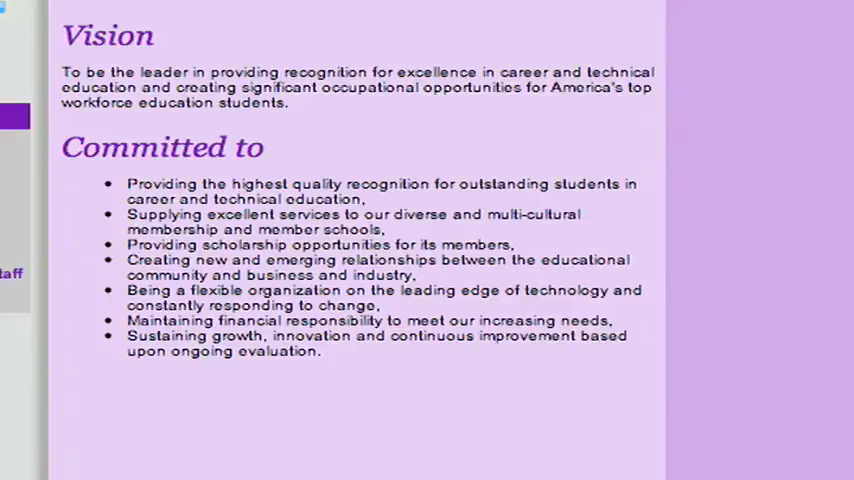 Vision
To be the leader in providing recognition for excellence in career and technical
education and creating significant occupational opportunities for America's top
workforce education students.
Committed to
• Providing the highest quality recognition for outstanding students in
career and technical education,
• Supplying excellent services to our diverse and multi-cultural
membership and member schools,
• Providing scholarship opportunities for its members,
• Creating new and emerging relationships between the educational
community and business and industry,
taff
• Being a flexible organization on the leading edge of technology and
constantly responding to change,
• Maintaining financial responsibility to meet our increasing needs,
• Sustaining growth, innovation and continuous improvement based
upon ongoing evaluation.